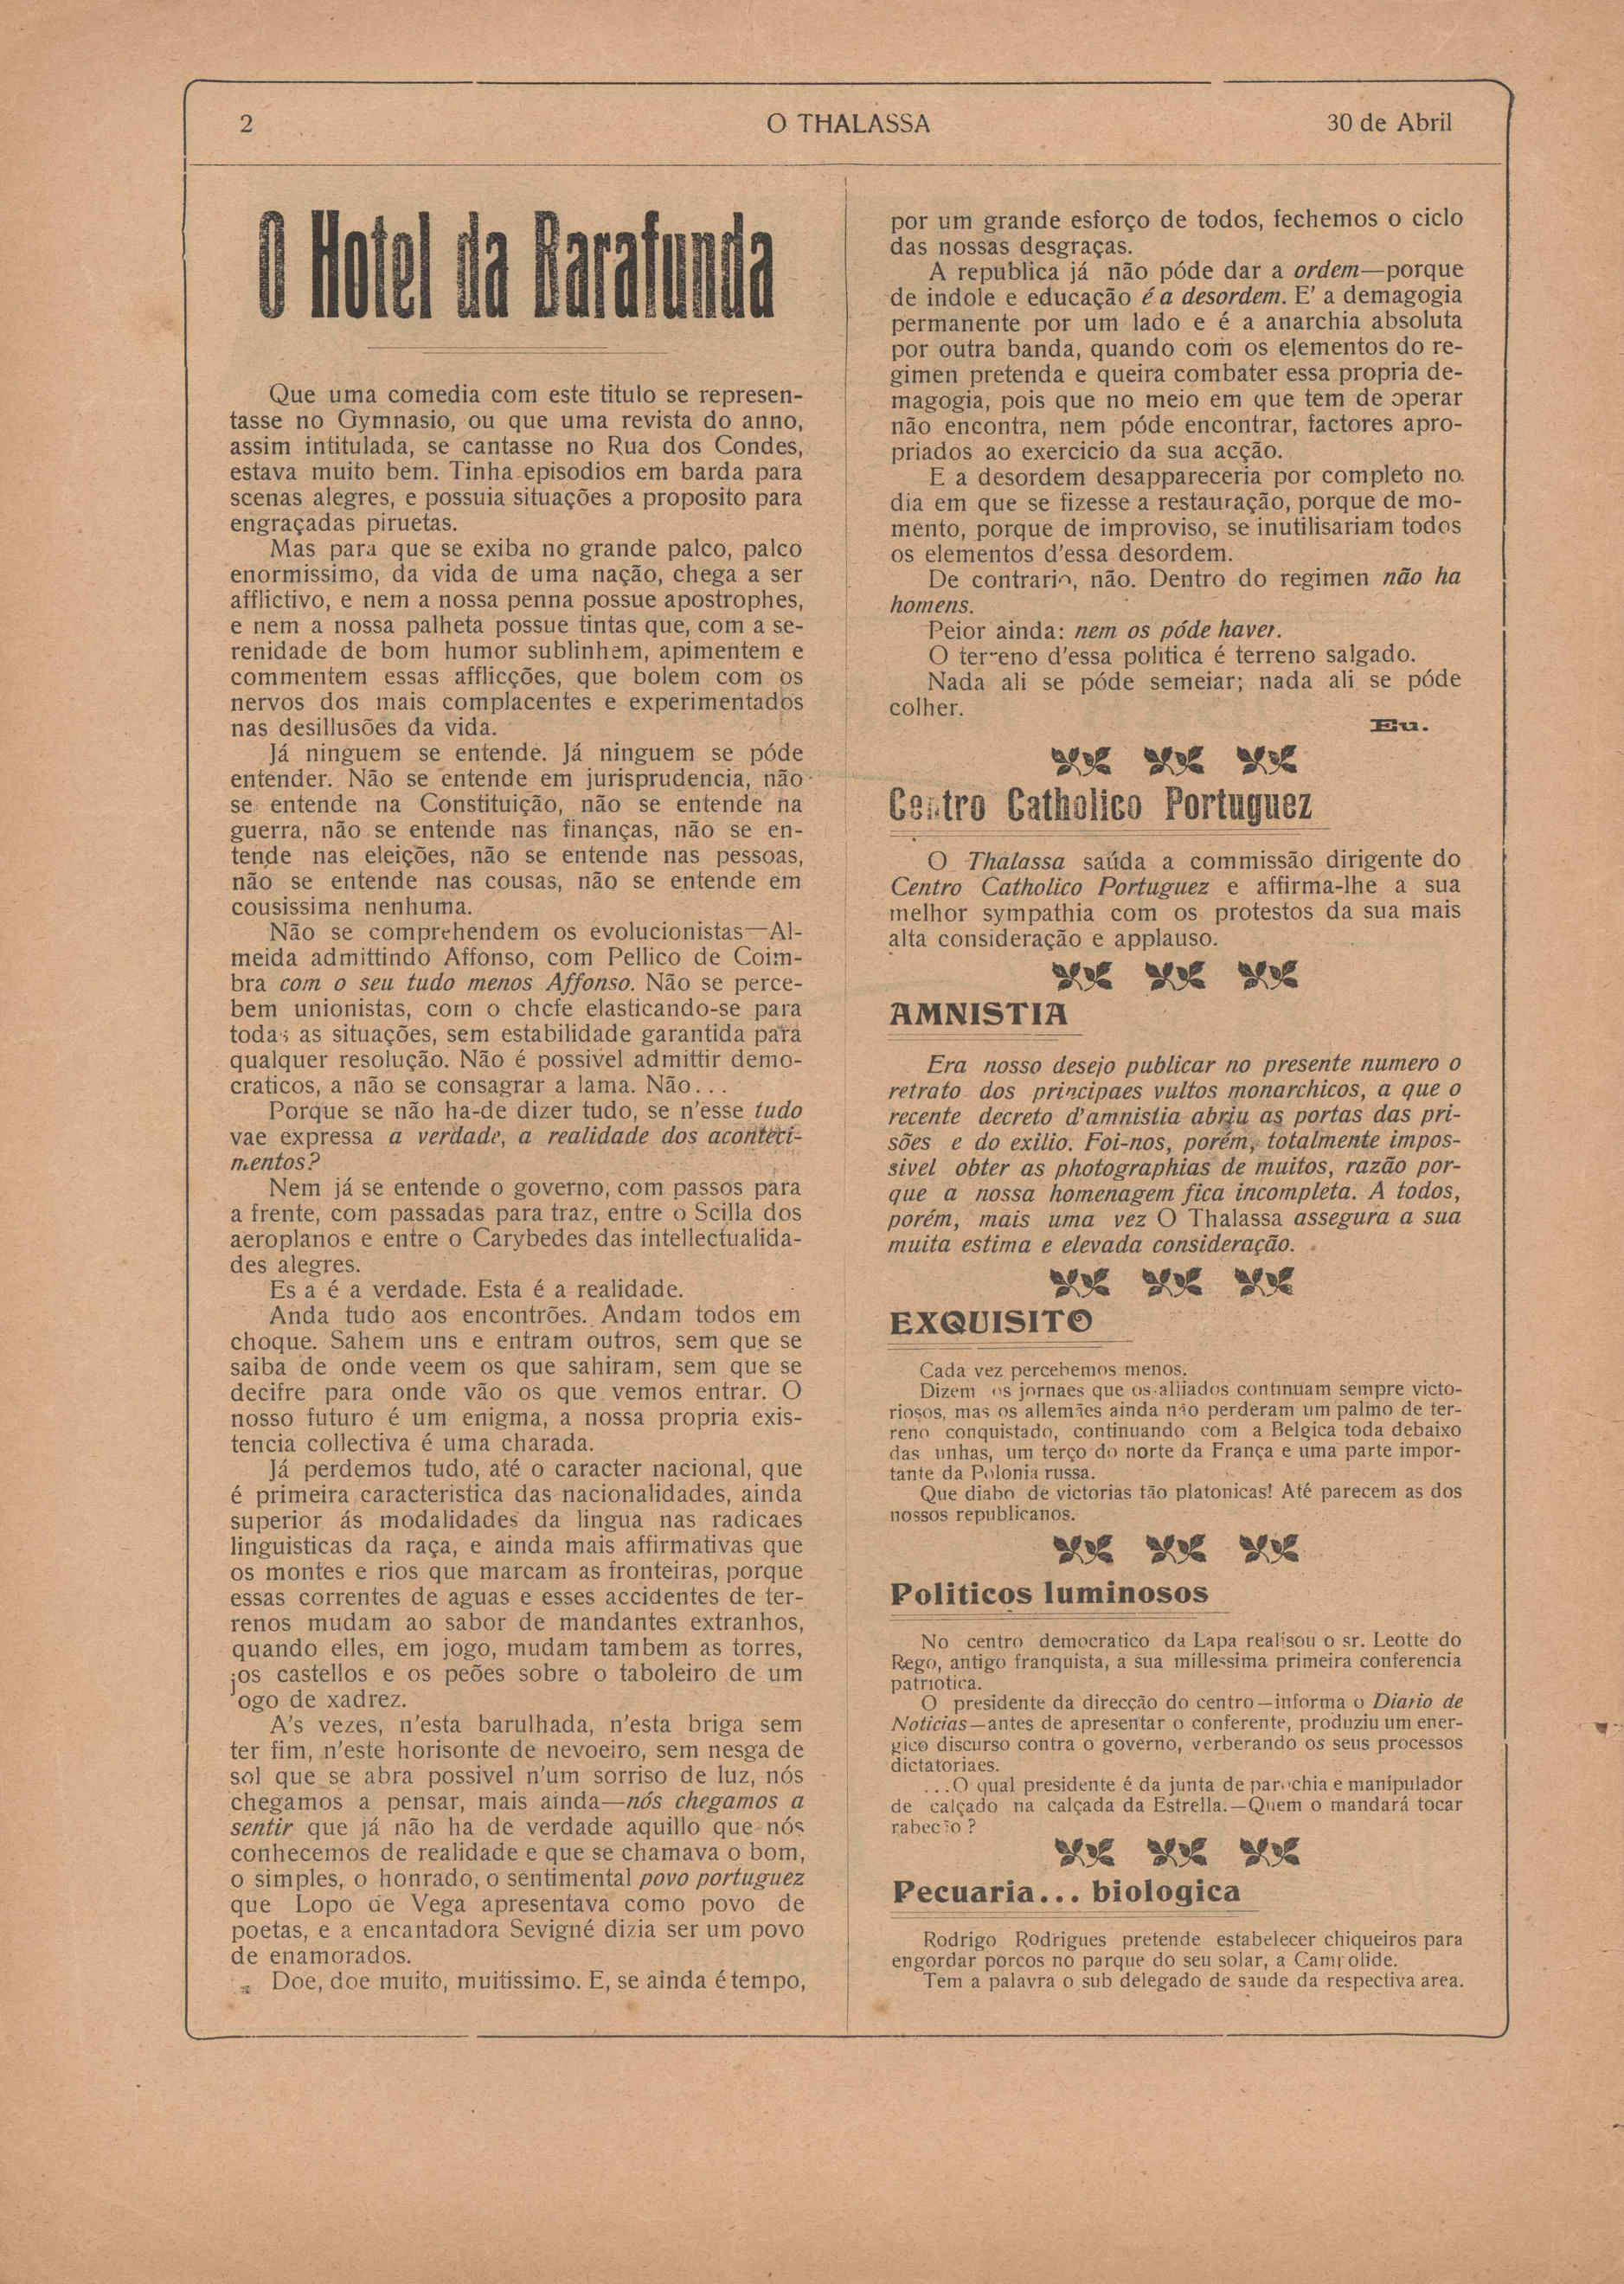 2
O THALASSA
30 de Abril
O Hotel da Barafunda
Que uma comedia com este titulo se represen-
tasse no Gymnasio, ou que uma revista do anno,
assim intitulada, se cantasse no Rua dos Condes,
estava muito bem. Tinha episodios em barda para
scenas alegres, e possuia situações a proposito para
engraçadas piruetas.
Mas para que se exiba no grande palco, palco
enormissimo, da vida de uma nação, chega a ser
afflictivo, e nem a nossa penna possue apostrophes,
e nem a nossa palheta possue tintas que, com a se-
renidade de bom humor sublinhem, apimentem e
commentem essas afflicções, que bolem com os
nervos dos mais complacentes e experimentados
nas desillusões da vida.
Já ninguem se entende. Já ninguem se póde
entender. Não se entende em jurisprudencia, não
se entende na Constituição, não se entende na
guerra, não se entende nas finanças, não se en-
tende nas eleições, não se entende nas pessoas,
não se entende nas cousas, não se entende em
cousissima nenhuma.
Não se comprehendem os evolucionistas—Al-
meida admittindo Affonso, com Pellico de Coim-
bra com o seu tudo menos Affonso. Não se perce-
bem unionistas, com o chefe elasticando-se para
todas as situações, sem estabilidade garantida para
qualquer resolução. Não é possivel admittir demo-
craticos, a não se consagrar a lama. Não...
Porque se não ha-de dizer tudo, se n'esse tudo
vae expressa a verdade, a realidade dos aconteci-
mentos?
Nem já se entende o governo, com passos para
a frente, com passadas para traz, entre o Scilla dos
aeroplanos e entre o Carybedes das intellectualida-
des alegres.
Es a é a verdade. Esta é a realidade.
Anda tudo aos encontrões. Andam todos em
choque. Sahem uns e entram outros, sem que se
saiba de onde veem os que sahiram, sem que se
decifre para onde vão os que vemos entrar. O
nosso futuro é um enigma, a nossa propria exis-
tencia collectiva é uma charada.
Já perdemos tudo, até o caracter nacional, que
é primeira caracteristica das nacionalidades, ainda
superior ás modalidades da lingua nas radicaes
linguisticas da raça, e ainda mais affirmativas que
os montes e rios que marcam as fronteiras, porque
essas correntes de aguas e esses accidentes de ter-
renos mudam ao sabor de mandantes extranhos,
quando elles, em jogo, mudam tambem as torres,
jos castellos e os peões sobre o taboleiro de um
ogo de xadrez.
A's vezes, n'esta barulhada, n'esta briga sem
ter fim, n'este horisonte de nevoeiro, sem nesga de
sol que se abra possivel n'um sorriso de luz, nós
chegamos a pensar, mais ainda—nós chegamos a
sentir que já não ha de verdade aquillo que nós
conhecemos de realidade e que se chamava o bom,
o simples, o honrado, o sentimental povo portuguez
que Lopo de Vega apresentava como povo de
poetas, e a encantadora Sevigné dizia ser um povo
de enamorados.
Doe, doe muito, muitissimo. E, se ainda é tempo,
por um grande esforço de todos, fechemos o ciclo
das nossas desgraças.
A republica já não póde dar a ordem—porque
de indole e educação é a desordem. E' a demagogia
permanente por um lado e é a anarchia absoluta
por outra banda, quando com os elementos do re-
gimen pretenda e queira combater essa propria de-
magogia, pois que no meio em que tem de operar
não encontra, nem póde encontrar, factores apro-
priados ao exercicio da sua acção.
E a desordem desappareceria por completo no
dia em que se fizesse a restauração, porque de mo-
mento, porque de improviso, se inutilisariam todos
os elementos d'essa desordem.
De contrario, não. Dentro do regimen não ha
homens.
Peior ainda: nem os póde haver.
O terreno d'essa politica é terreno salgado.
Nada ali se póde semeiar; nada ali se póde
colher.
Eu.
Centro Catholico Portuguez
O Thalassa saúda a commissão dirigente do
Centro Catholico Portuguez e affirma-lhe a sua
melhor sympathia com os protestos da sua mais
alta consideração e applauso.
AMNISTIA
Era nosso desejo publicar no presente numero o
retrato dos principaes vultos monarchicos, a que o
recente decreto d'amnistia abriu as portas das pri-
sões e do exilio. Foi-nos, porém, totalmente impos-
sivel obter as photographias de muitos, razão por-
que a nossa homenagem fica incompleta. A todos,
porém, mais uma vez O Thalassa assegura a sua
muita estima e elevada consideração.
EXQUISITO
Cada vez percebemos menos.
Dizem os jornaes que os alliados continuam sempre victo-
riosos, mas os allemães ainda não perderam um palmo de ter-
reno conquistado, continuando com a Belgica toda debaixo
das unhas, um terço do norte da França e uma parte impor-
tante da Polonia russa.
Que diabo de victorias tão platonicas! Até parecem as dos
nossos republicanos.
Politicos luminosos
No centro democratico da Lapa realisou o sr. Leotte do
Rego, antigo franquista, a sua millessima primeira conferencia
patriotica.
O presidente da direcção do centro—informa o Diario de
Noticias—antes de apresentar o conferente, produziu um ener-
gico discurso contra o governo, verberando os seus processos
dictatoriaes.
...O qual presidente é da junta de parochia e manipulador
de calçado na calçada da Estrella.—Quem o mandará tocar
rabecão?
Pecuaria... biologica
Rodrigo Rodrigues pretende estabelecer chiqueiros para
engordar porcos no parque do seu solar, a Campolide.
Tem a palavra o sub delegado de saude da respectiva area.